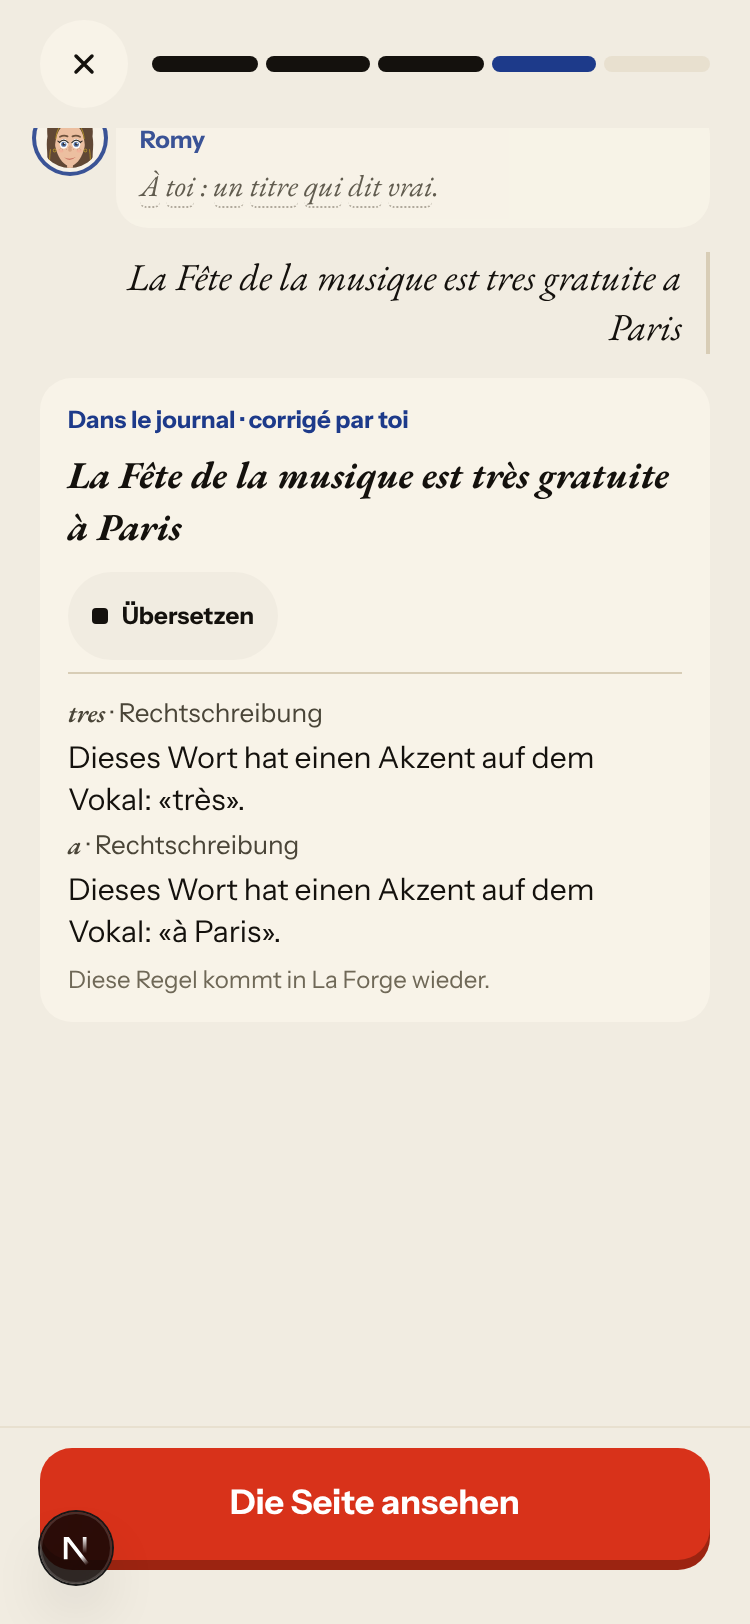 Romy
À toi : un titre qui dit vrai.
La Fête de la musique est tres gratuite a
Paris
Dans le journal · corrigé par toi
La Fête de la musique est très gratuite
à Paris
Übersetzen
tres · Rechtschreibung
Dieses Wort hat einen Akzent auf dem
Vokal: «très».
a · Rechtschreibung
Dieses Wort hat einen Akzent auf dem
Vokal: «à Paris».
Diese Regel kommt in La Forge wieder.
Die Seite ansehen
N